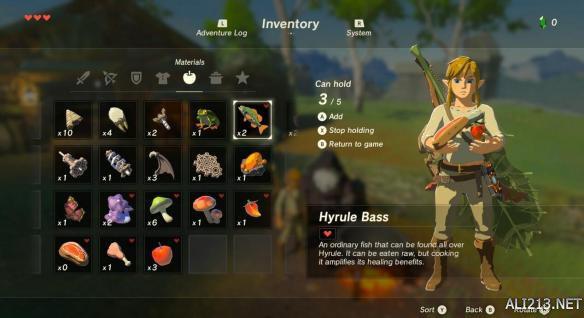 L
R
Adventure Log
Inventory
System
0
Materials
x10
x4
x2
x1
x2
x2
x1
x1
x3
x1
x1
x1
x2
x6
x1
x1
x0
x1
x3
Can hold
3 / 5
A Add
X Stop holding
B Return to game
Hyrule Bass
An ordinary fish that can be found all over
Hyrule. It can be eaten raw, but cooking
it amplifies its healing benefits.
Sort Y
Back B
Rotate
ALI213.NET